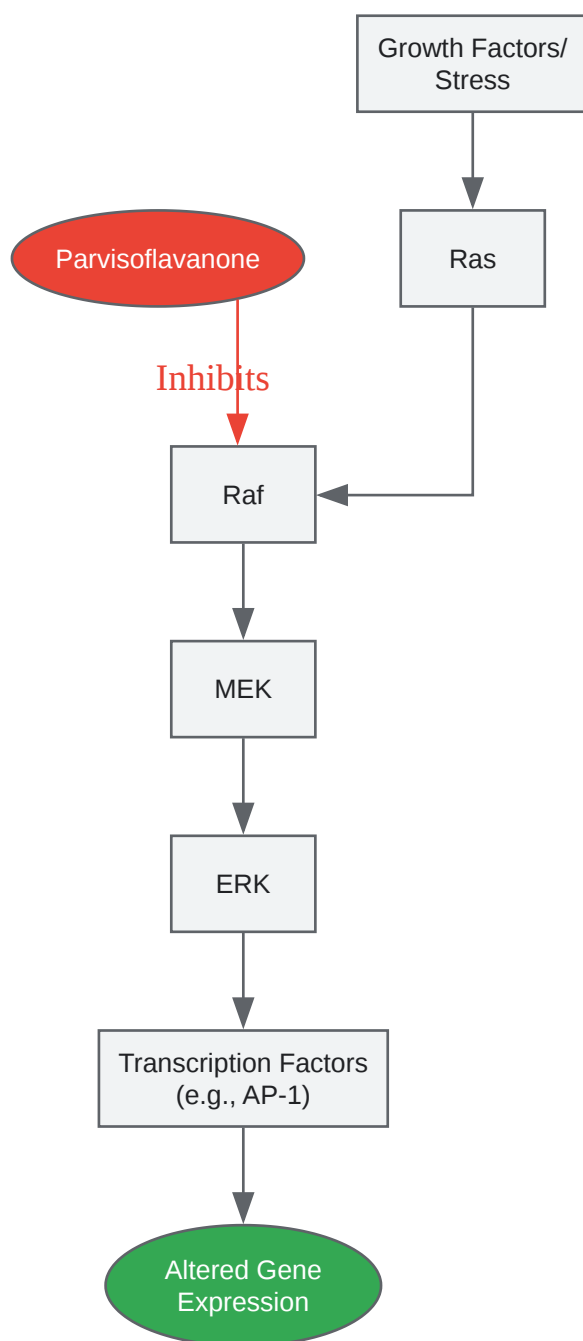 Growth Factors/
Stress
Parvisoflavanone
Ras
Inhibits
Raf
MEK
ERK
Transcription Factors
(e.g., AP-1)
Altered Gene
Expression